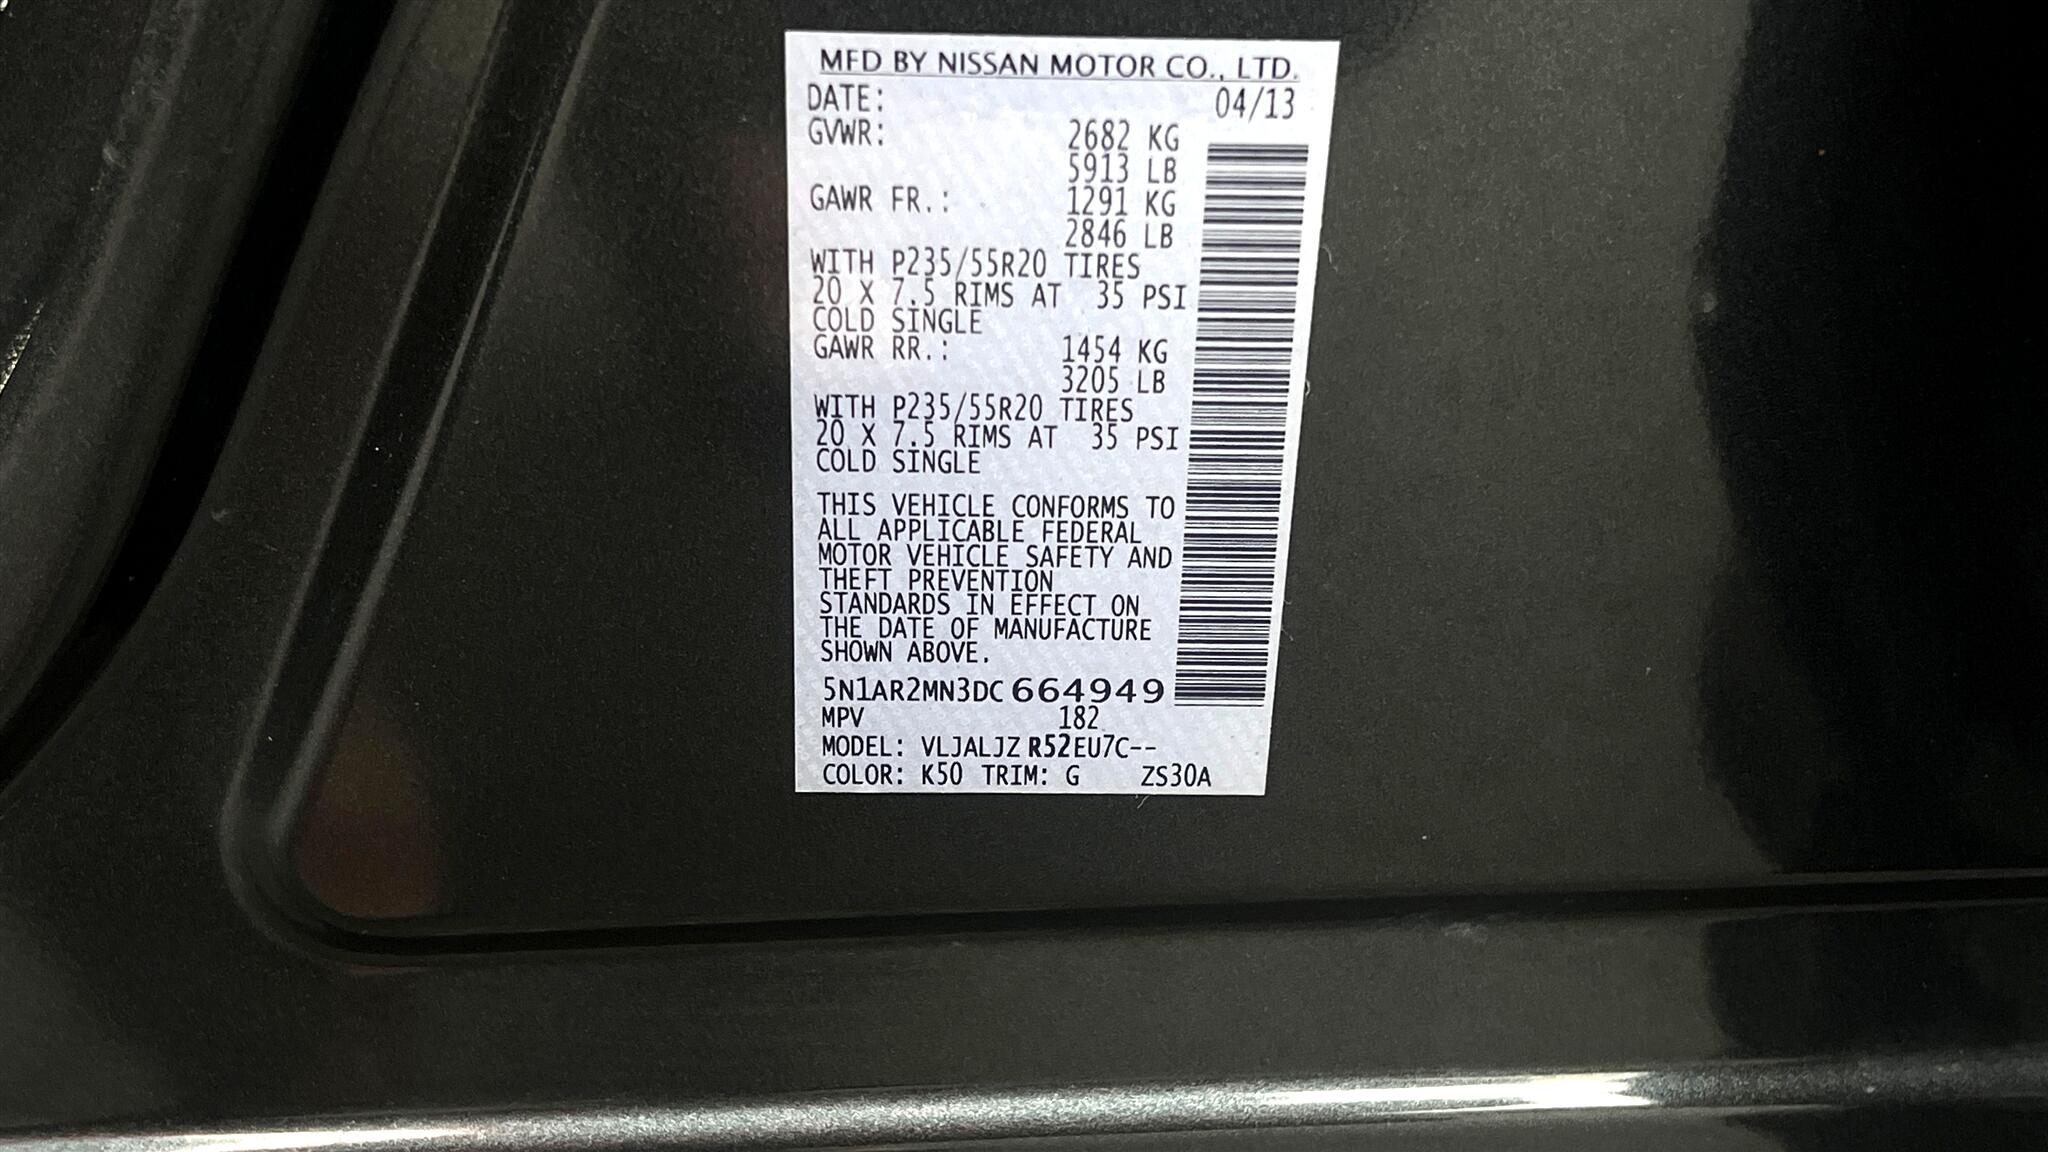 MFD BY NISSAN MOTOR CO., LTD.
DATE: 04/13
GVWR: 2682 KG
5913 LB
GAWR FR.: 1291 KG
2846 LB
WITH P235/55R20 TIRES
20 X 7.5 RIMS AT 35 PSI
COLD SINGLE
GAWR RR.: 1454 KG
3205 LB
WITH P235/55R20 TIRES
20 X 7.5 RIMS AT 35 PSI
COLD SINGLE
THIS VEHICLE CONFORMS TO
ALL APPLICABLE FEDERAL
MOTOR VEHICLE SAFETY AND
THEFT PREVENTION
STANDARDS IN EFFECT ON
THE DATE OF MANUFACTURE
SHOWN ABOVE.
5N1AR2MN3DC664949
MPV 182
MODEL: VLJALJZ R52EU7C--
COLOR: K50 TRIM: G ZS30A